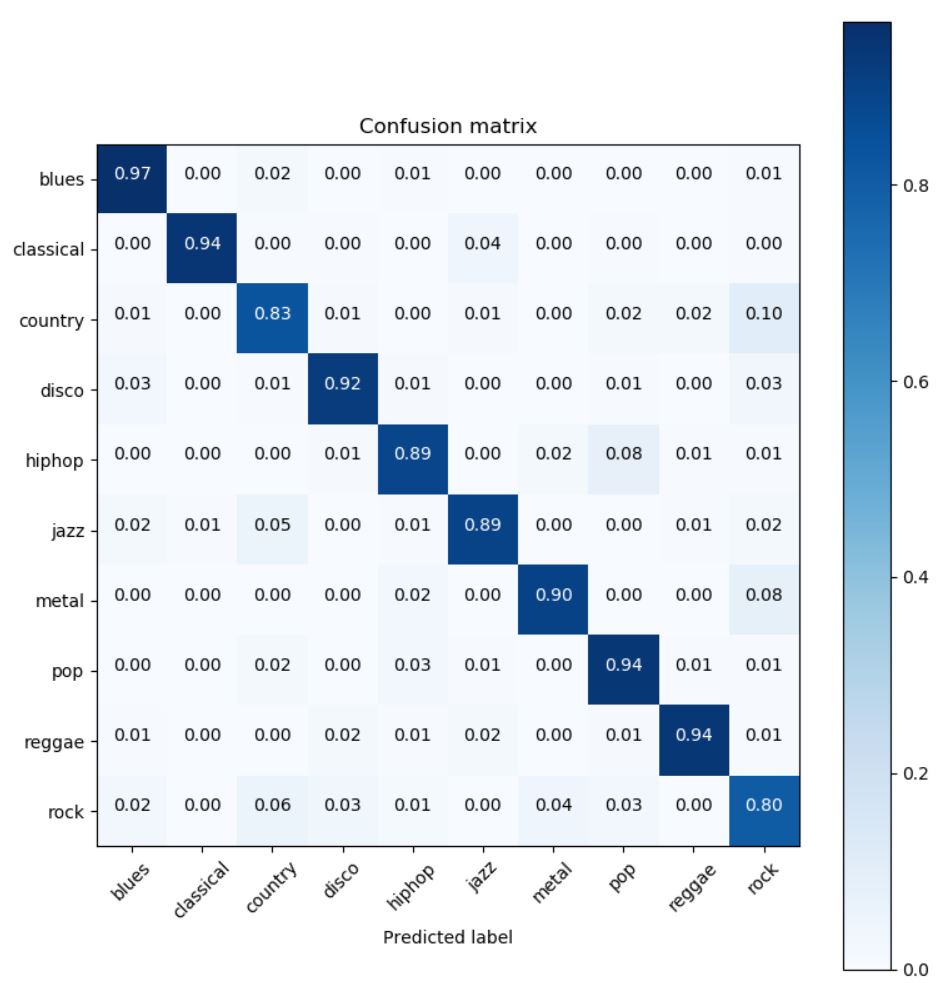 Confusion matrix
blues 0.97 0.00 0.02 0.00 0.01 0.00 0.00 0.00 0.00 0.01
classical 0.00 0.94 0.00 0.00 0.00 0.04 0.00 0.00 0.00 0.00
country 0.01 0.00 0.83 0.01 0.00 0.01 0.00 0.02 0.02 0.10
disco 0.03 0.00 0.01 0.92 0.01 0.00 0.00 0.01 0.00 0.03
hiphop 0.00 0.00 0.00 0.01 0.89 0.00 0.02 0.08 0.01 0.01
jazz 0.02 0.01 0.05 0.00 0.01 0.89 0.00 0.00 0.01 0.02
metal 0.00 0.00 0.00 0.00 0.02 0.00 0.90 0.00 0.00 0.08
pop 0.00 0.00 0.02 0.00 0.03 0.01 0.00 0.94 0.01 0.01
reggae 0.01 0.00 0.00 0.02 0.01 0.02 0.00 0.01 0.94 0.01
rock 0.02 0.00 0.06 0.03 0.01 0.00 0.04 0.03 0.00 0.80
blues classical country disco hiphop jazz metal pop reggae rock
Predicted label
0.8
0.6
0.4
0.2
0.0